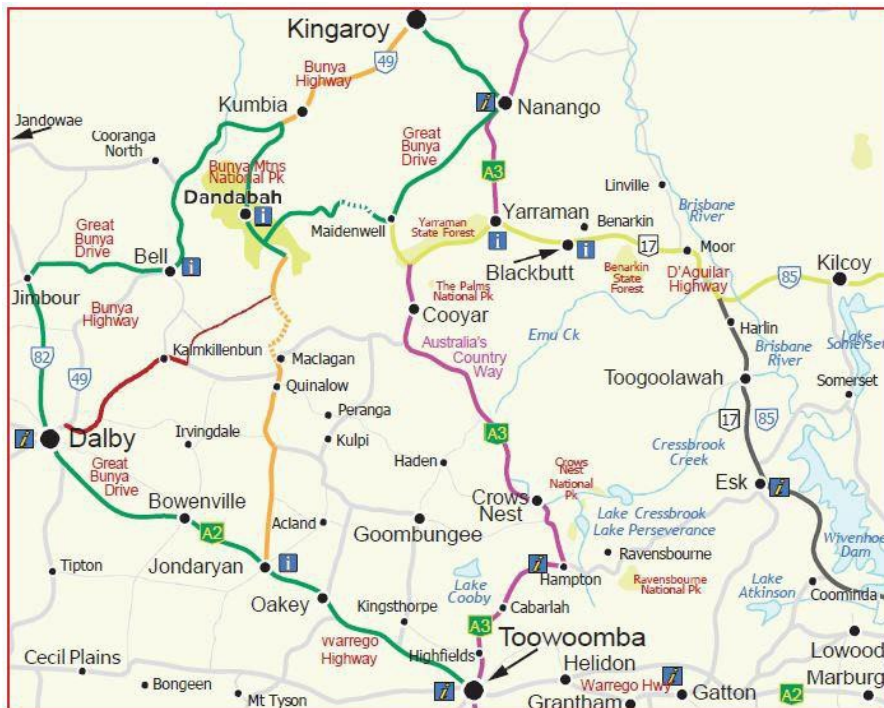 Kingaroy
Bunya
Highway
49
Kumbia
Nanango
i
Jandowae
Cooranga
North
Great
Bunya
Drive
A3
Bunya Mtns
National Pk
Dandabah
i
Linville
Brisbane
River
Maidenwell
Yarraman
State Forest
Yarraman
i
Benarkin
Blackbutt
i
17
Moor
Kilcoy
Great
Bunya
Drive
Bell
i
Jimbour
Bunya
Highway
Benarkin
State
Forest
D'Aguilar
Highway
85
The Palms
National Pk
Cooyar
Emu Ck
Harlin
Brisbane
River
Lake
Somerset
82
49
Kalmkillenbun
Maclagan
Australia's
Country
Way
Quinalow
Toogoolawah
Somerset
Peranga
17
85
i
Dalby
Irvingdale
Kulpi
A3
Haden
Cressbrook
Creek
Great
Bunya
Drive
Crows
Nest
National
Pk
Esk
i
Bowenville
A2
Acland
Goombungee
Crows
Nest
Lake Cressbrook
Lake Perseverance
Wivenhoe
Dam
Jondaryan
i
Tipton
i
Hampton
Ravensbourne
Lake
Cooby
Ravensbourne
National Pk
Lake
Atkinson
Coominda
Oakey
Kingsthorpe
Cabarlah
A3
Warrego
Highway
Highfields
Toowoomba
Lowood
Cecil Plains
Helidon
i
Marburg
Bongeen
Mt Tyson
i
Warrego Hwy
Grantham
Gatton
A2